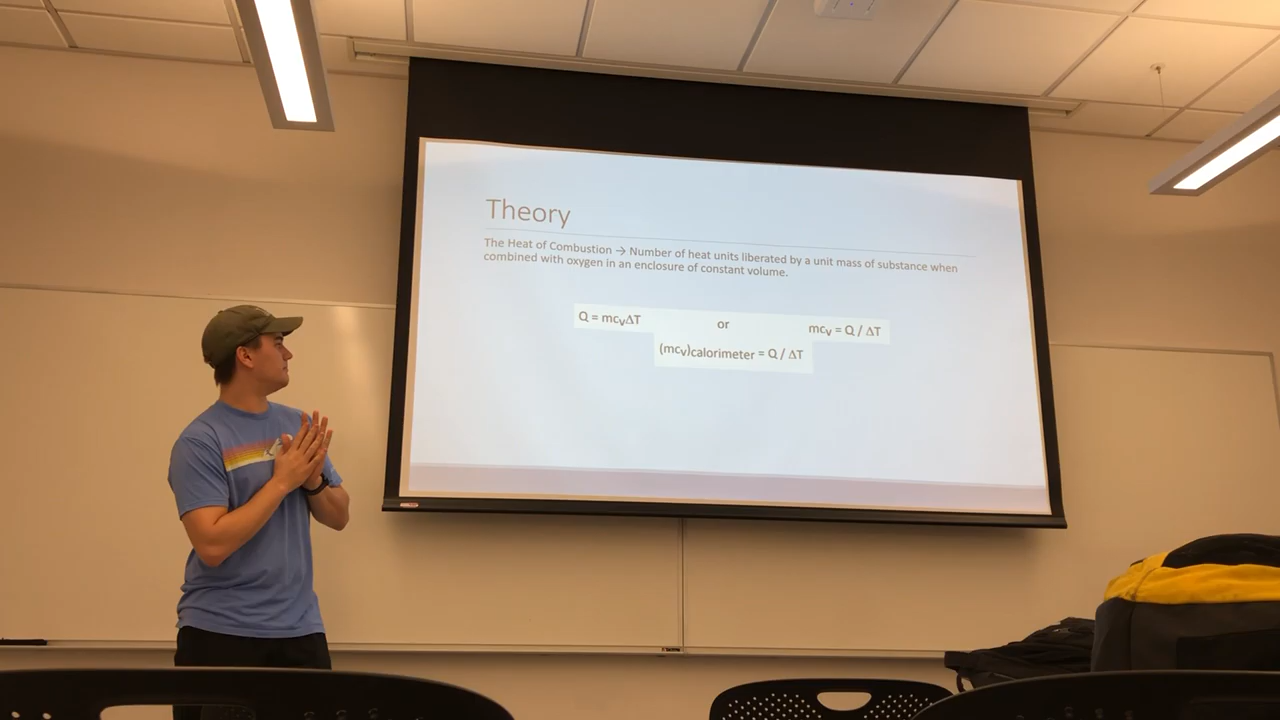 Theory
The Heat of Combustion → Number of heat units liberated by a unit mass of substance when
combined with oxygen in an enclosure of constant volume.
Q = mcᵥΔT or mcᵥ = Q / ΔT
(mcᵥ)calorimeter = Q / ΔT